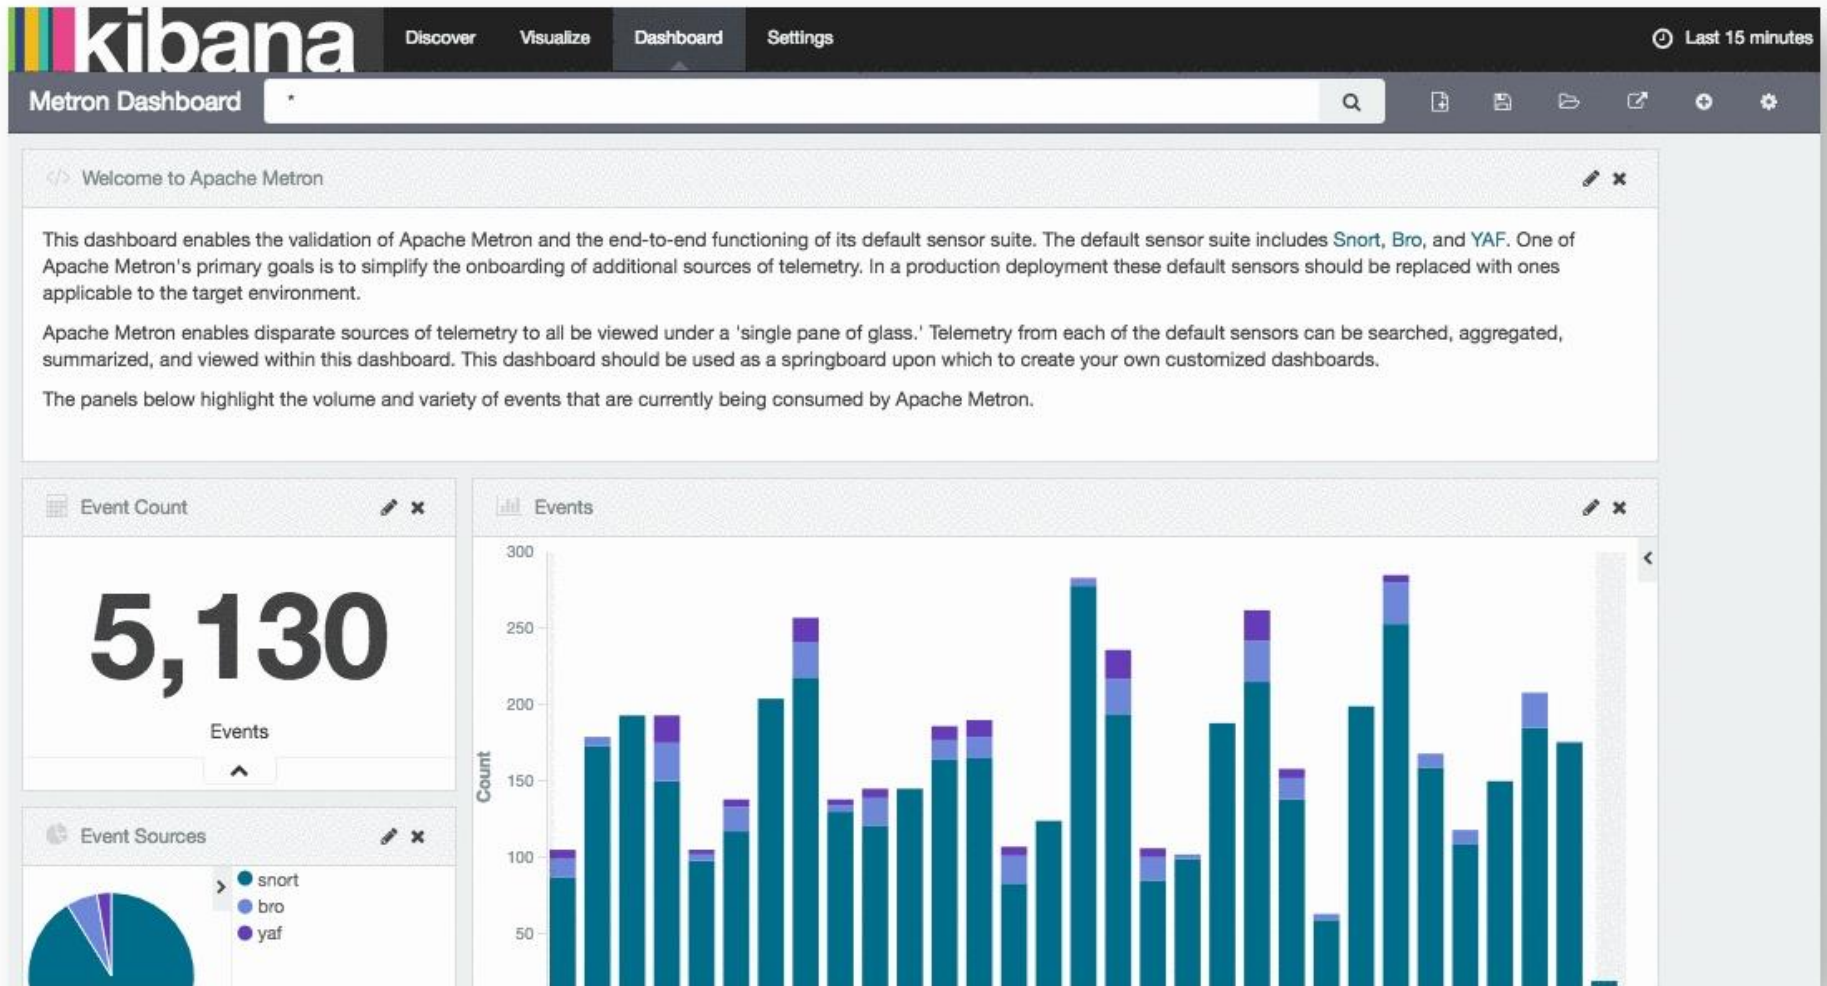 kibana
Discover
Visualize
Dashboard
Settings
Last 15 minutes
Metron Dashboard
*
Welcome to Apache Metron
This dashboard enables the validation of Apache Metron and the end-to-end functioning of its default sensor suite. The default sensor suite includes Snort, Bro, and YAF. One of
Apache Metron's primary goals is to simplify the onboarding of additional sources of telemetry. In a production deployment these default sensors should be replaced with ones
applicable to the target environment.
Apache Metron enables disparate sources of telemetry to all be viewed under a 'single pane of glass.' Telemetry from each of the default sensors can be searched, aggregated,
summarized, and viewed within this dashboard. This dashboard should be used as a springboard upon which to create your own customized dashboards.
The panels below highlight the volume and variety of events that are currently being consumed by Apache Metron.
Event Count
5,130
Events
Event Sources
snort
bro
yaf
Events
300
250
200
150
100
50
Count